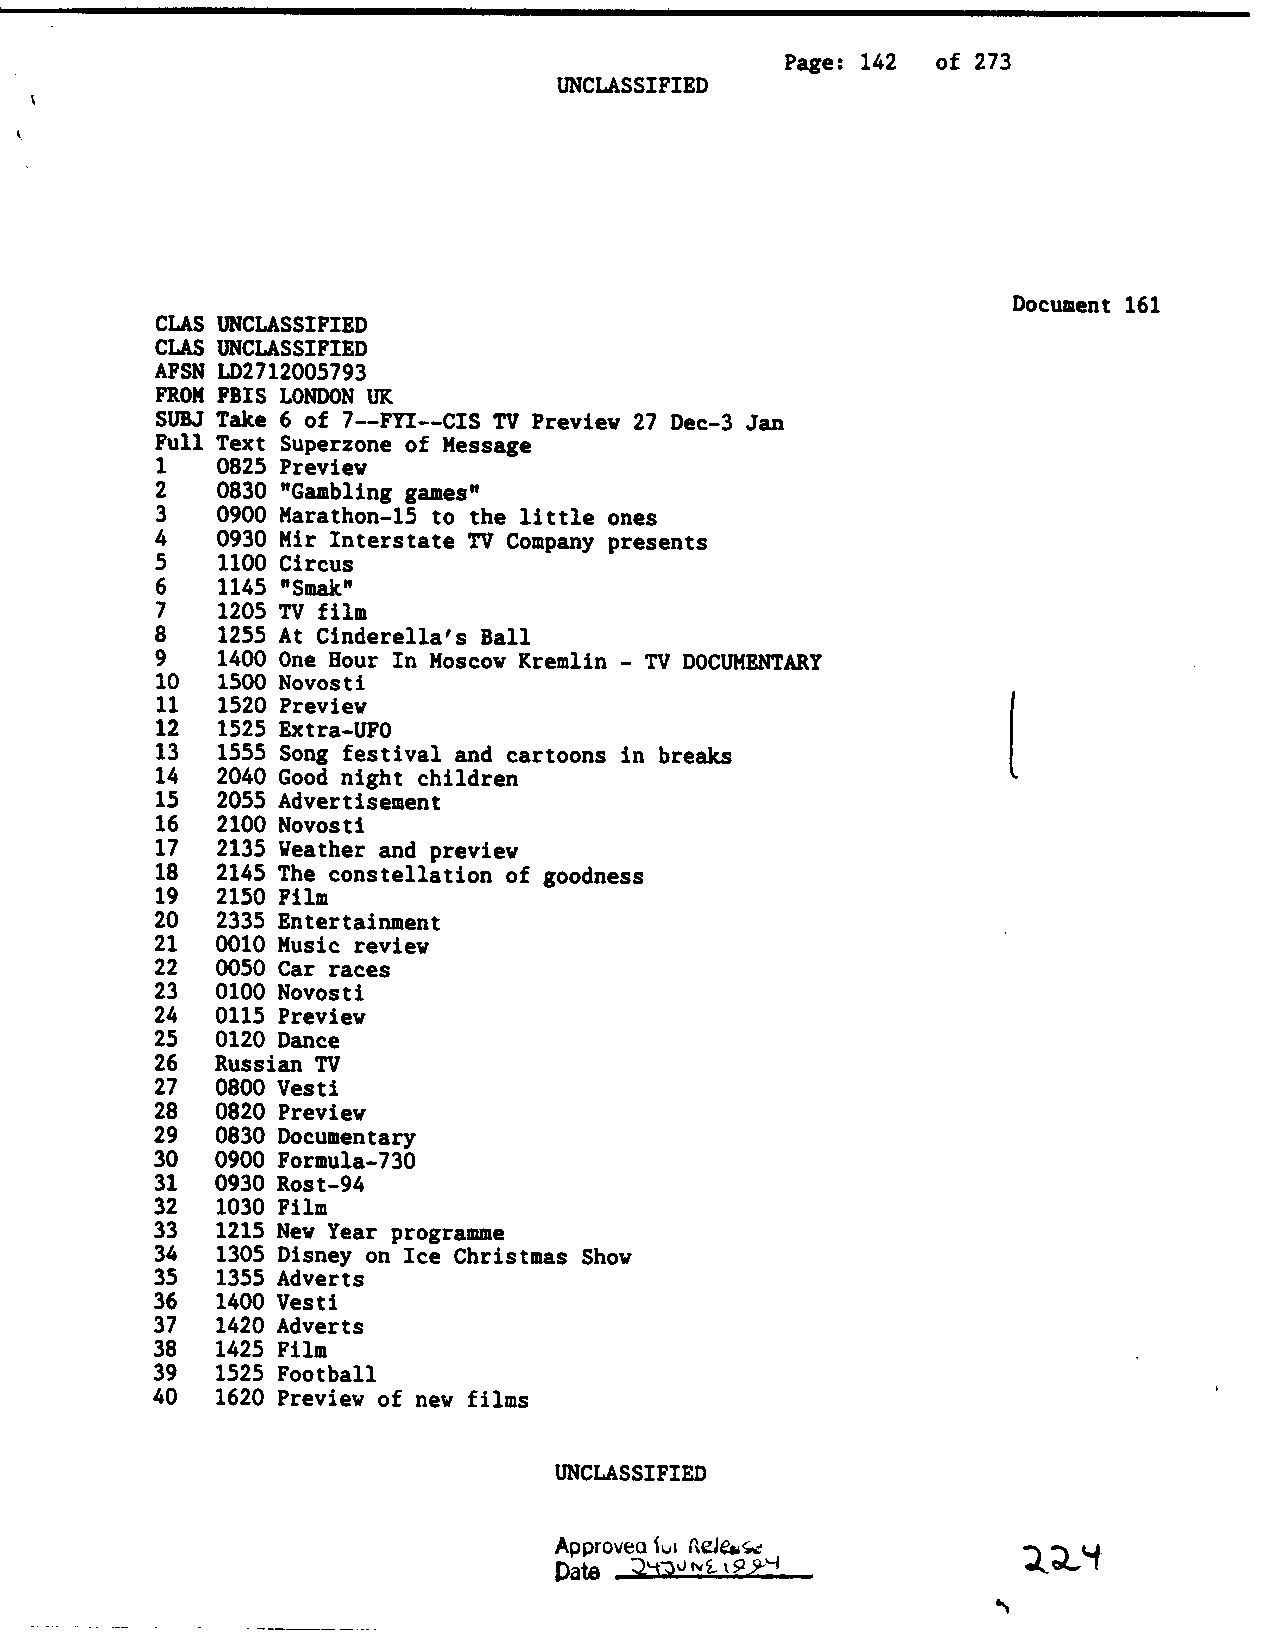 Page: 142 of 273
UNCLASSIFIED
Document 161
CLAS UNCLASSIFIED
CLAS UNCLASSIFIED
AFSN LD2712005793
FROM FBIS LONDON UK
SUBJ Take 6 of 7--FYI--CIS TV Preview 27 Dec-3 Jan
Full Text Superzone of Message
1 0825 Preview
2 0830 "Gambling games"
3 0900 Marathon-15 to the little ones
4 0930 Mir Interstate TV Company presents
5 1100 Circus
6 1145 "Smak"
7 1205 TV film
8 1255 At Cinderella's Ball
9 1400 One Hour In Moscow Kremlin - TV DOCUMENTARY
10 1500 Novosti
11 1520 Preview
12 1525 Extra-UFO
13 1555 Song festival and cartoons in breaks
14 2040 Good night children
15 2055 Advertisement
16 2100 Novosti
17 2135 Weather and preview
18 2145 The constellation of goodness
19 2150 Film
20 2335 Entertainment
21 0010 Music review
22 0050 Car races
23 0100 Novosti
24 0115 Preview
25 0120 Dance
26 Russian TV
27 0800 Vesti
28 0820 Preview
29 0830 Documentary
30 0900 Formula-730
31 0930 Rost-94
32 1030 Film
33 1215 New Year programme
34 1305 Disney on Ice Christmas Show
35 1355 Adverts
36 1400 Vesti
37 1420 Adverts
38 1425 Film
39 1525 Football
40 1620 Preview of new films
UNCLASSIFIED
Approved for Release
Date 24 JUNE 1994
224